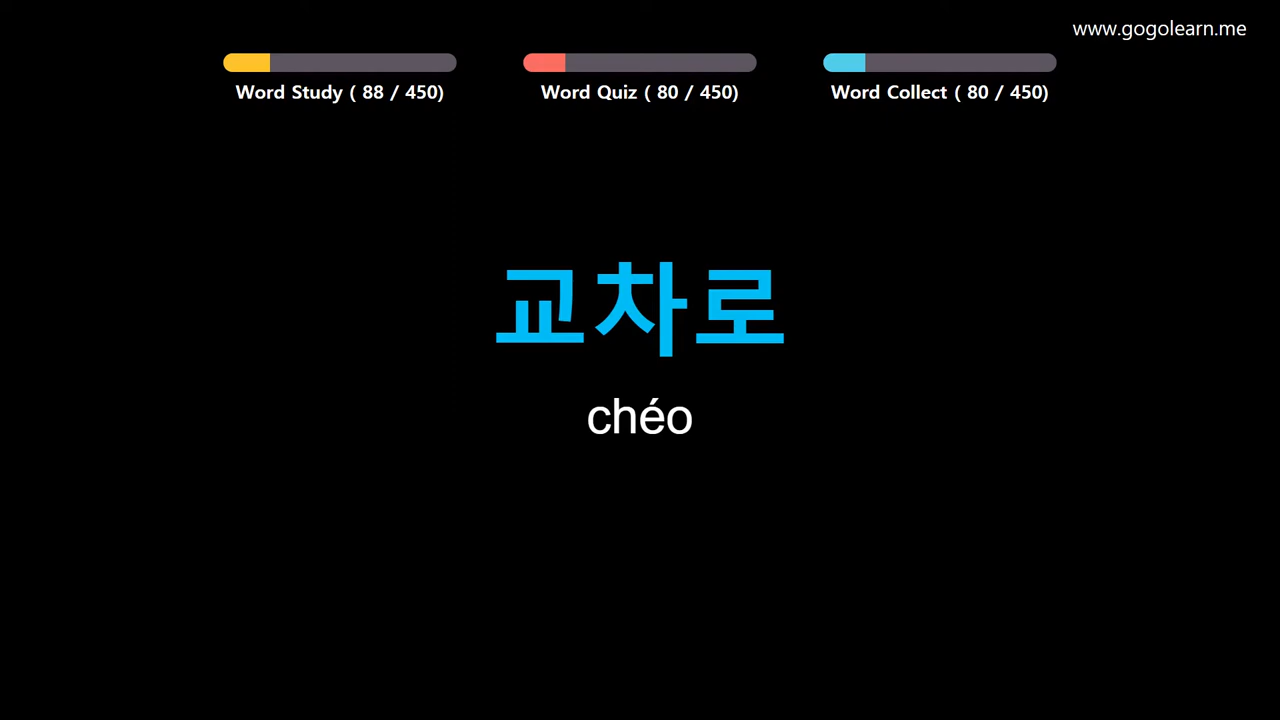 www.gogolearn.me
Word Study ( 88 / 450)
Word Quiz ( 80 / 450)
Word Collect ( 80 / 450)
교차로
chéo